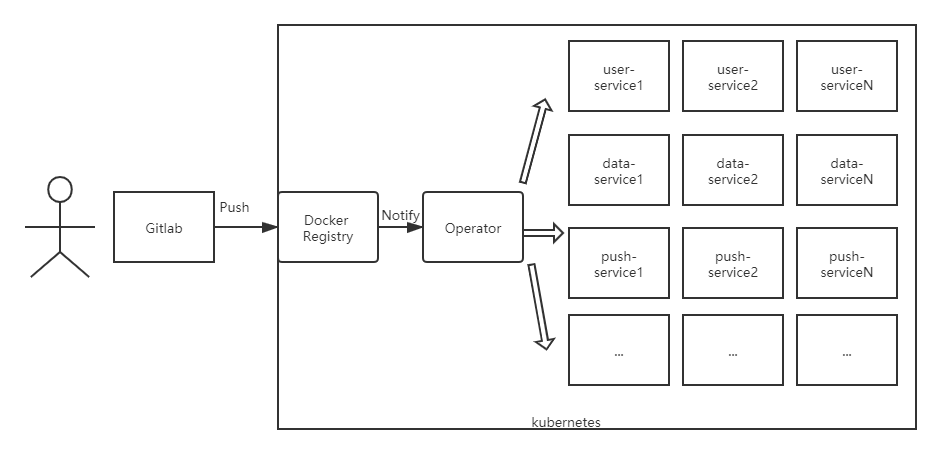 user-
service1
user-
service2
user-
serviceN
data-
service1
data-
service2
data-
serviceN
Gitlab
Push
Docker
Registry
Notify
Operator
push-
service1
push-
service2
push-
serviceN
...
...
...
kubernetes